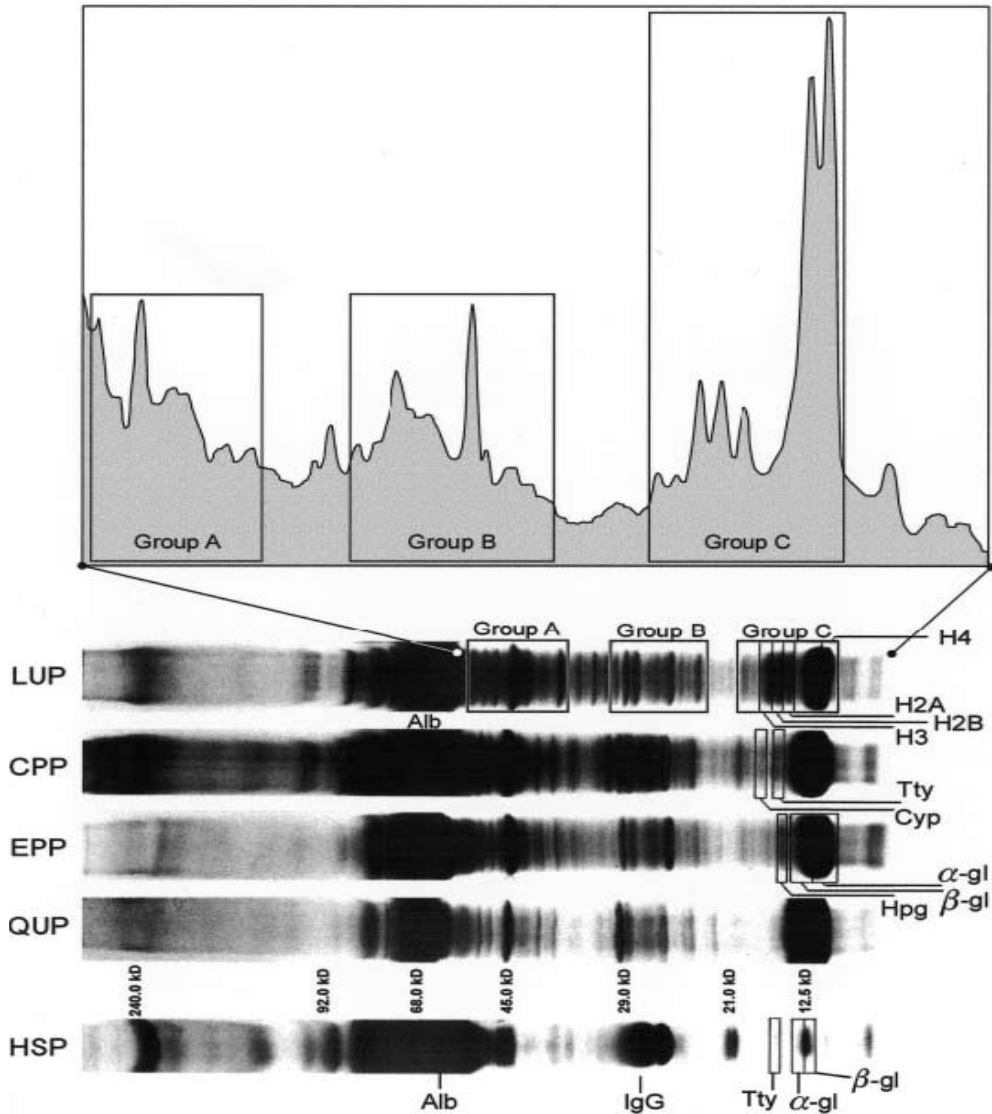 Group A
Group B
Group C
Group A
Group B
Group C
H4
LUP
H2A
Alb
H2B
H3
CPP
Tty
Cyp
EPP
α-gl
β-gl
Hpg
QUP
240.0 kD
92.0 kD
68.0 kD
45.0 kD
29.0 kD
21.0 kD
12.5 kD
HSP
β-gl
Alb
IgG
Tty
α-gl